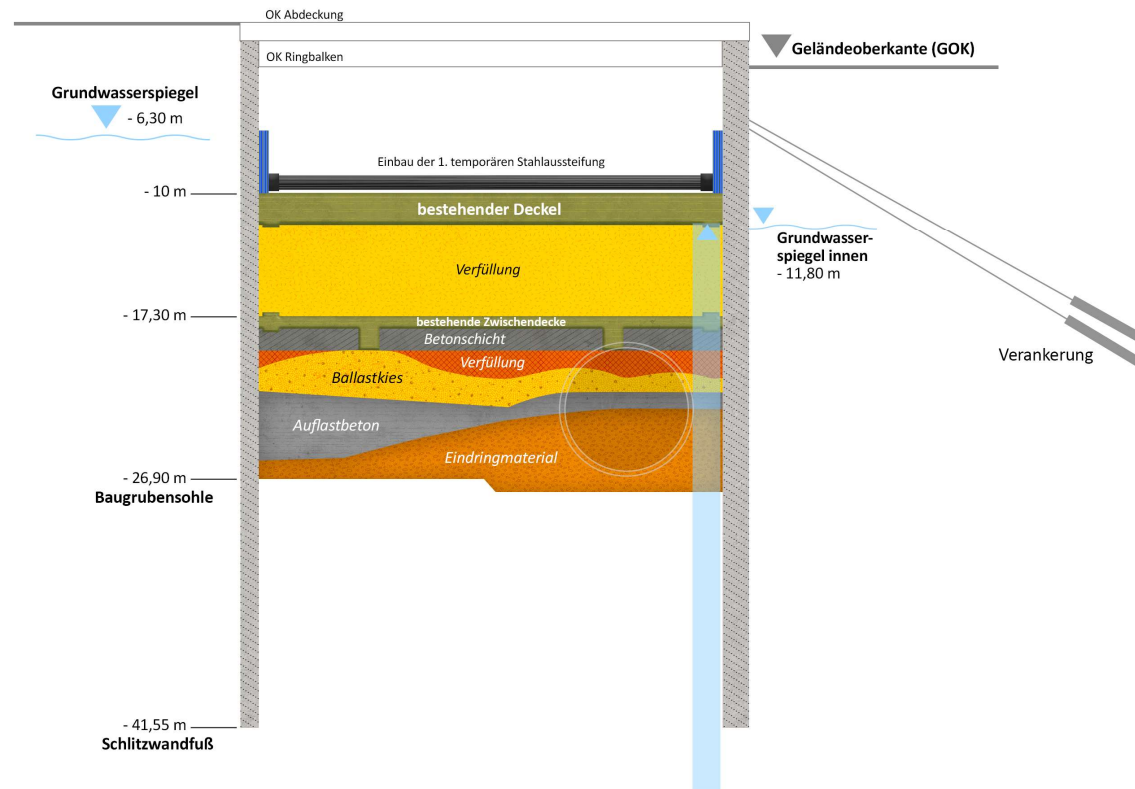 OK Abdeckung
OK Ringbalken
Geländeoberkante (GOK)
Grundwasserspiegel
- 6,30 m
Einbau der 1. temporären Stahlaussteifung
- 10 m
bestehender Deckel
Grundwasser-
spiegel innen
- 11,80 m
Verfüllung
- 17,30 m
bestehende Zwischendecke
Betonschicht
Verankerung
Verfüllung
Ballastkies
Auflastbeton
Eindringmaterial
- 26,90 m
Baugrubensohle
- 41,55 m
Schlitzwandfuß